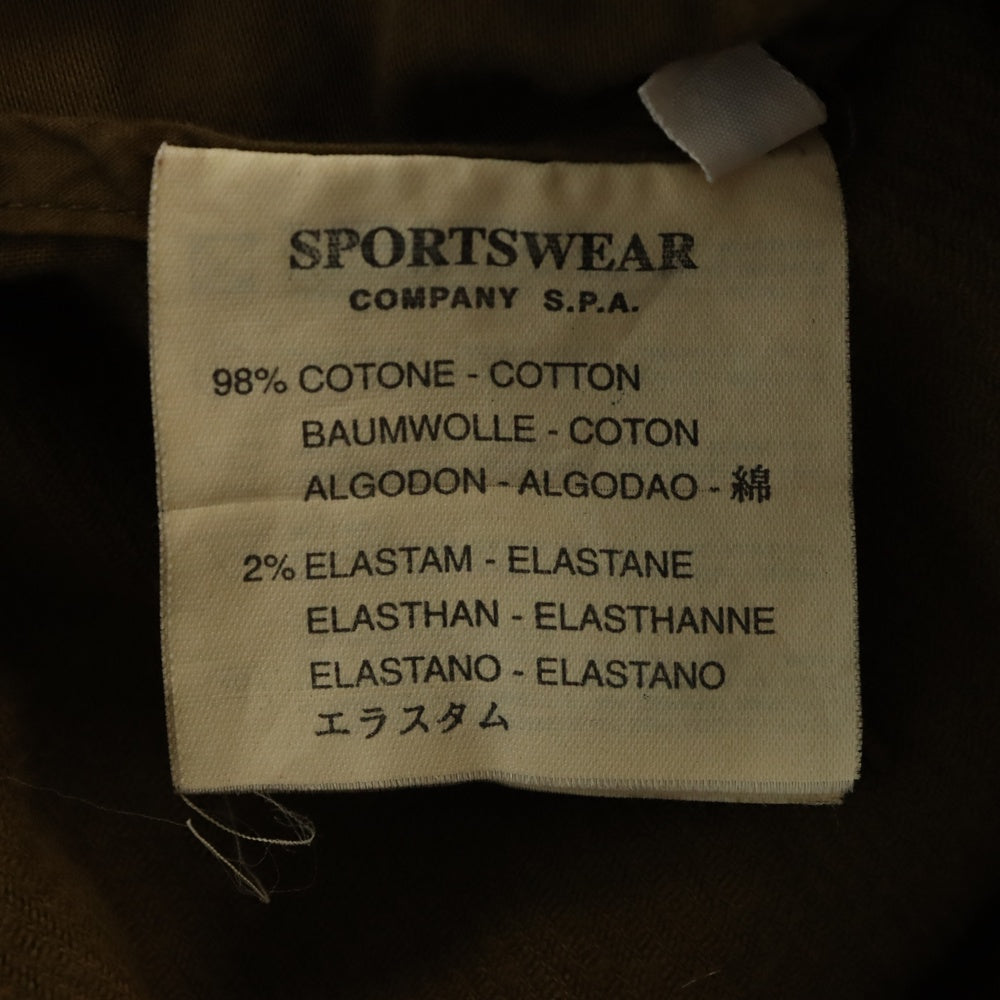 SPORTSWEAR
COMPANY S.P.A.
98% COTONE - COTTON
BAUMWOLLE - COTON
ALGODON - ALGODAO - 綿
2% ELASTAM - ELASTANE
ELASTHAN - ELASTHANNE
ELASTANO - ELASTANO
エラスタム